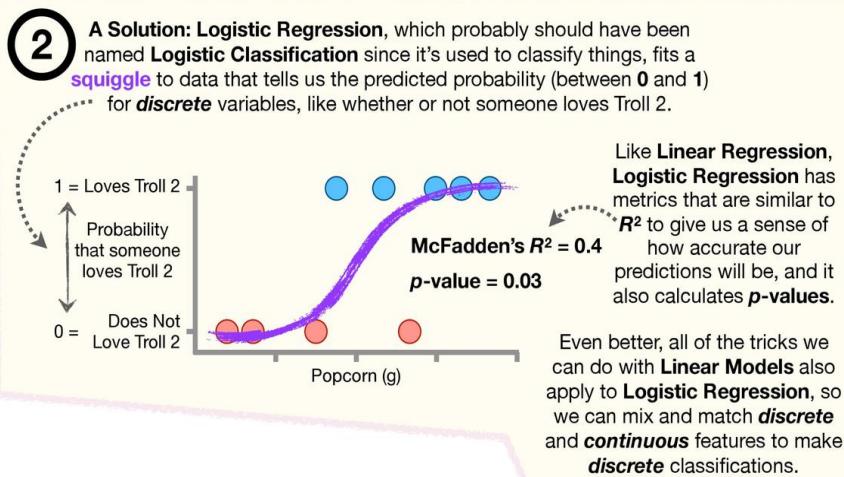 2
A Solution: Logistic Regression, which probably should have been
named Logistic Classification since it's used to classify things, fits a
squiggle to data that tells us the predicted probability (between 0 and 1)
for discrete variables, like whether or not someone loves Troll 2.
1 = Loves Troll 2
Probability
that someone
loves Troll 2
0 = Does Not
Love Troll 2
Popcorn (g)
McFadden's R² = 0.4
p-value = 0.03
Like Linear Regression,
Logistic Regression has
metrics that are similar to
R² to give us a sense of
how accurate our
predictions will be, and it
also calculates p-values.
Even better, all of the tricks we
can do with Linear Models also
apply to Logistic Regression, so
we can mix and match discrete
and continuous features to make
discrete classifications.